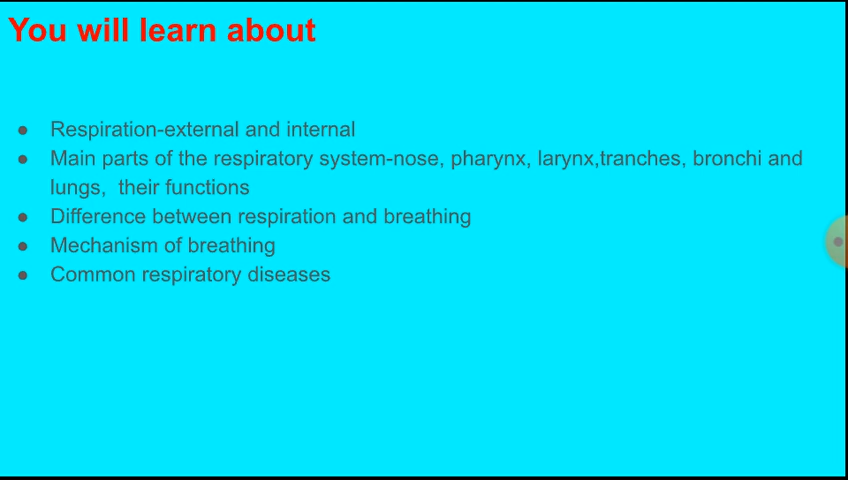 You will learn about
● Respiration-external and internal
● Main parts of the respiratory system-nose, pharynx, larynx,tranches, bronchi and
lungs,  their functions
● Difference between respiration and breathing
● Mechanism of breathing
● Common respiratory diseases